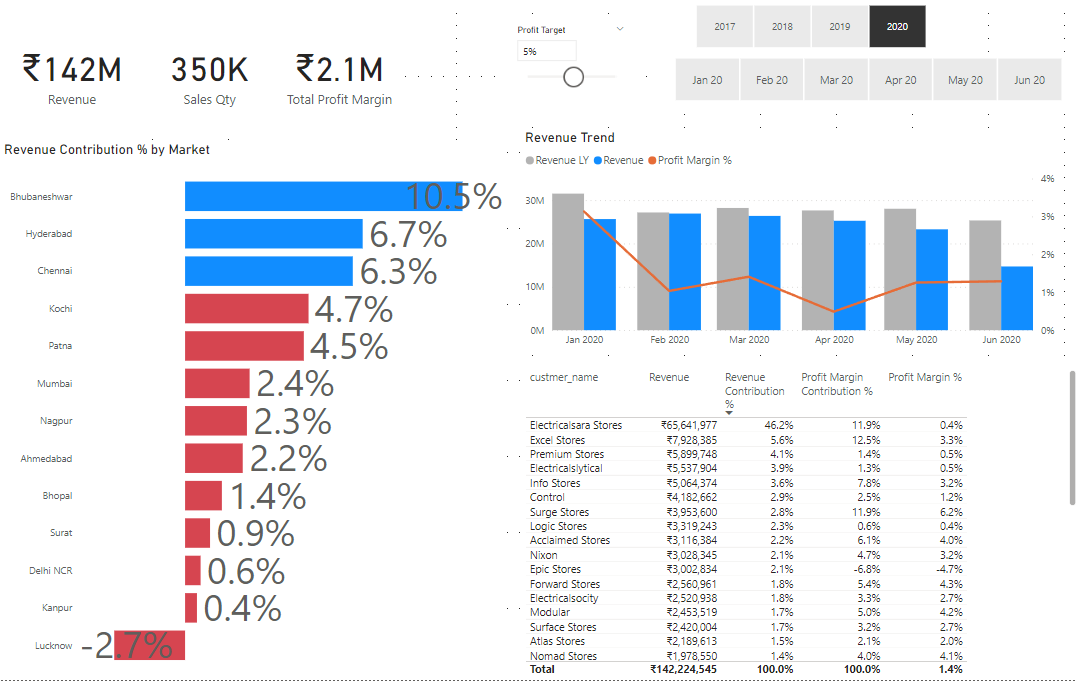 ₹142M 350K ₹2.1M
Revenue Sales Qty Total Profit Margin
Profit Target
5%
2017 2018 2019 2020
Jan 20 Feb 20 Mar 20 Apr 20 May 20 Jun 20
Revenue Contribution % by Market
Bhubaneshwar 10.5%
Hyderabad 6.7%
Chennai 6.3%
Kochi 4.7%
Patna 4.5%
Mumbai 2.4%
Nagpur 2.3%
Ahmedabad 2.2%
Bhopal 1.4%
Surat 0.9%
Delhi NCR 0.6%
Kanpur 0.4%
Lucknow -2.7%
Revenue Trend
Revenue LY Revenue Profit Margin %
4%
30M 3%
20M 2%
10M 1%
0M 0%
Jan 2020 Feb 2020 Mar 2020 Apr 2020 May 2020 Jun 2020
custmer_name Revenue Revenue Profit Margin Profit Margin %
Contribution Contribution %
%
Electricalsara Stores ₹65,641,977 46.2% 11.9% 0.4%
Excel Stores ₹7,928,385 5.6% 12.5% 3.3%
Premium Stores ₹5,899,748 4.1% 1.4% 0.5%
Electricalslytical ₹5,537,904 3.9% 1.3% 0.5%
Info Stores ₹5,064,374 3.6% 7.8% 3.2%
Control ₹4,182,662 2.9% 2.5% 1.2%
Surge Stores ₹3,953,600 2.8% 11.9% 6.2%
Logic Stores ₹3,319,243 2.3% 0.6% 0.4%
Acclaimed Stores ₹3,116,384 2.2% 6.1% 4.0%
Nixon ₹3,028,345 2.1% 4.7% 3.2%
Epic Stores ₹3,002,834 2.1% -6.8% -4.7%
Forward Stores ₹2,560,961 1.8% 5.4% 4.3%
Electricalsocity ₹2,520,938 1.8% 3.3% 2.7%
Modular ₹2,453,519 1.7% 5.0% 4.2%
Surface Stores ₹2,420,004 1.7% 3.2% 2.7%
Atlas Stores ₹2,189,613 1.5% 2.1% 2.0%
Nomad Stores ₹1,978,550 1.4% 4.0% 4.1%
Total ₹142,224,545 100.0% 100.0% 1.4%